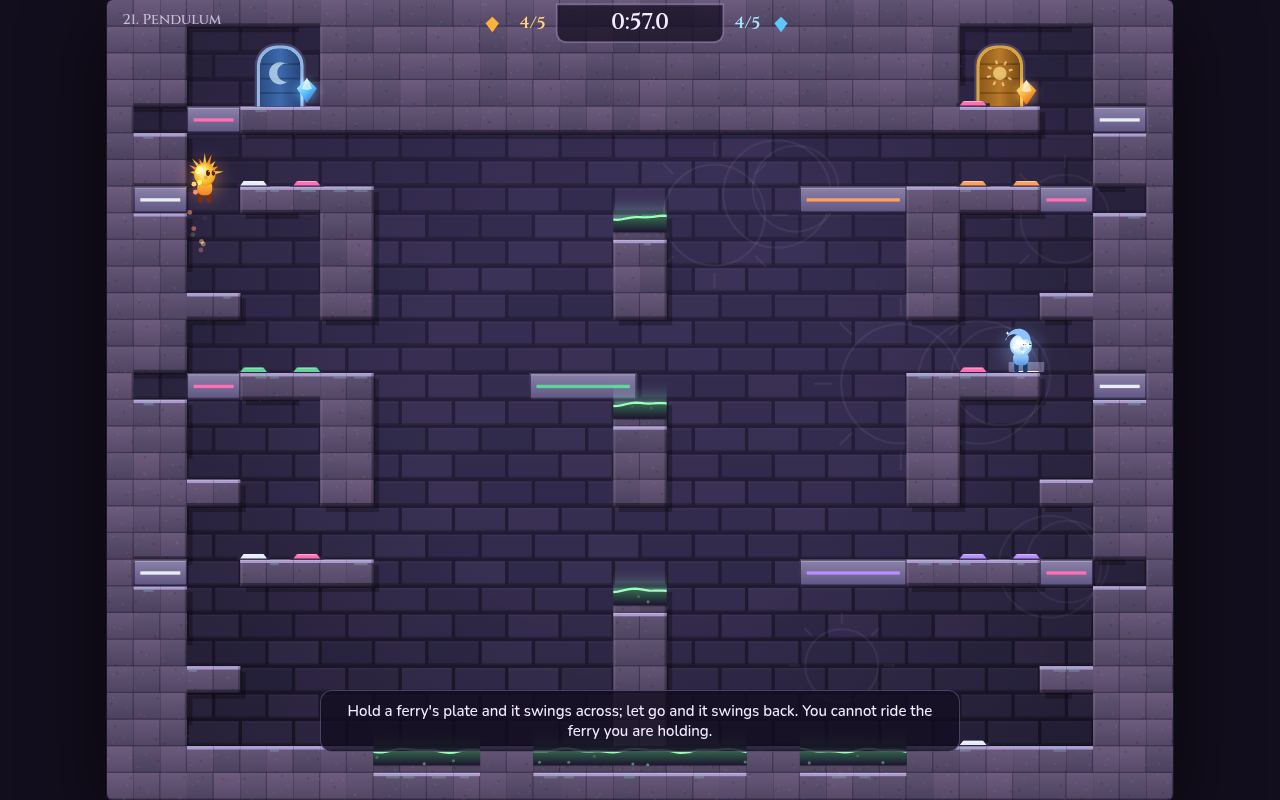 21. PENDULUM
4/5
0:57.0
4/5
Hold a ferry's plate and it swings across; let go and it swings back. You cannot ride the
ferry you are holding.